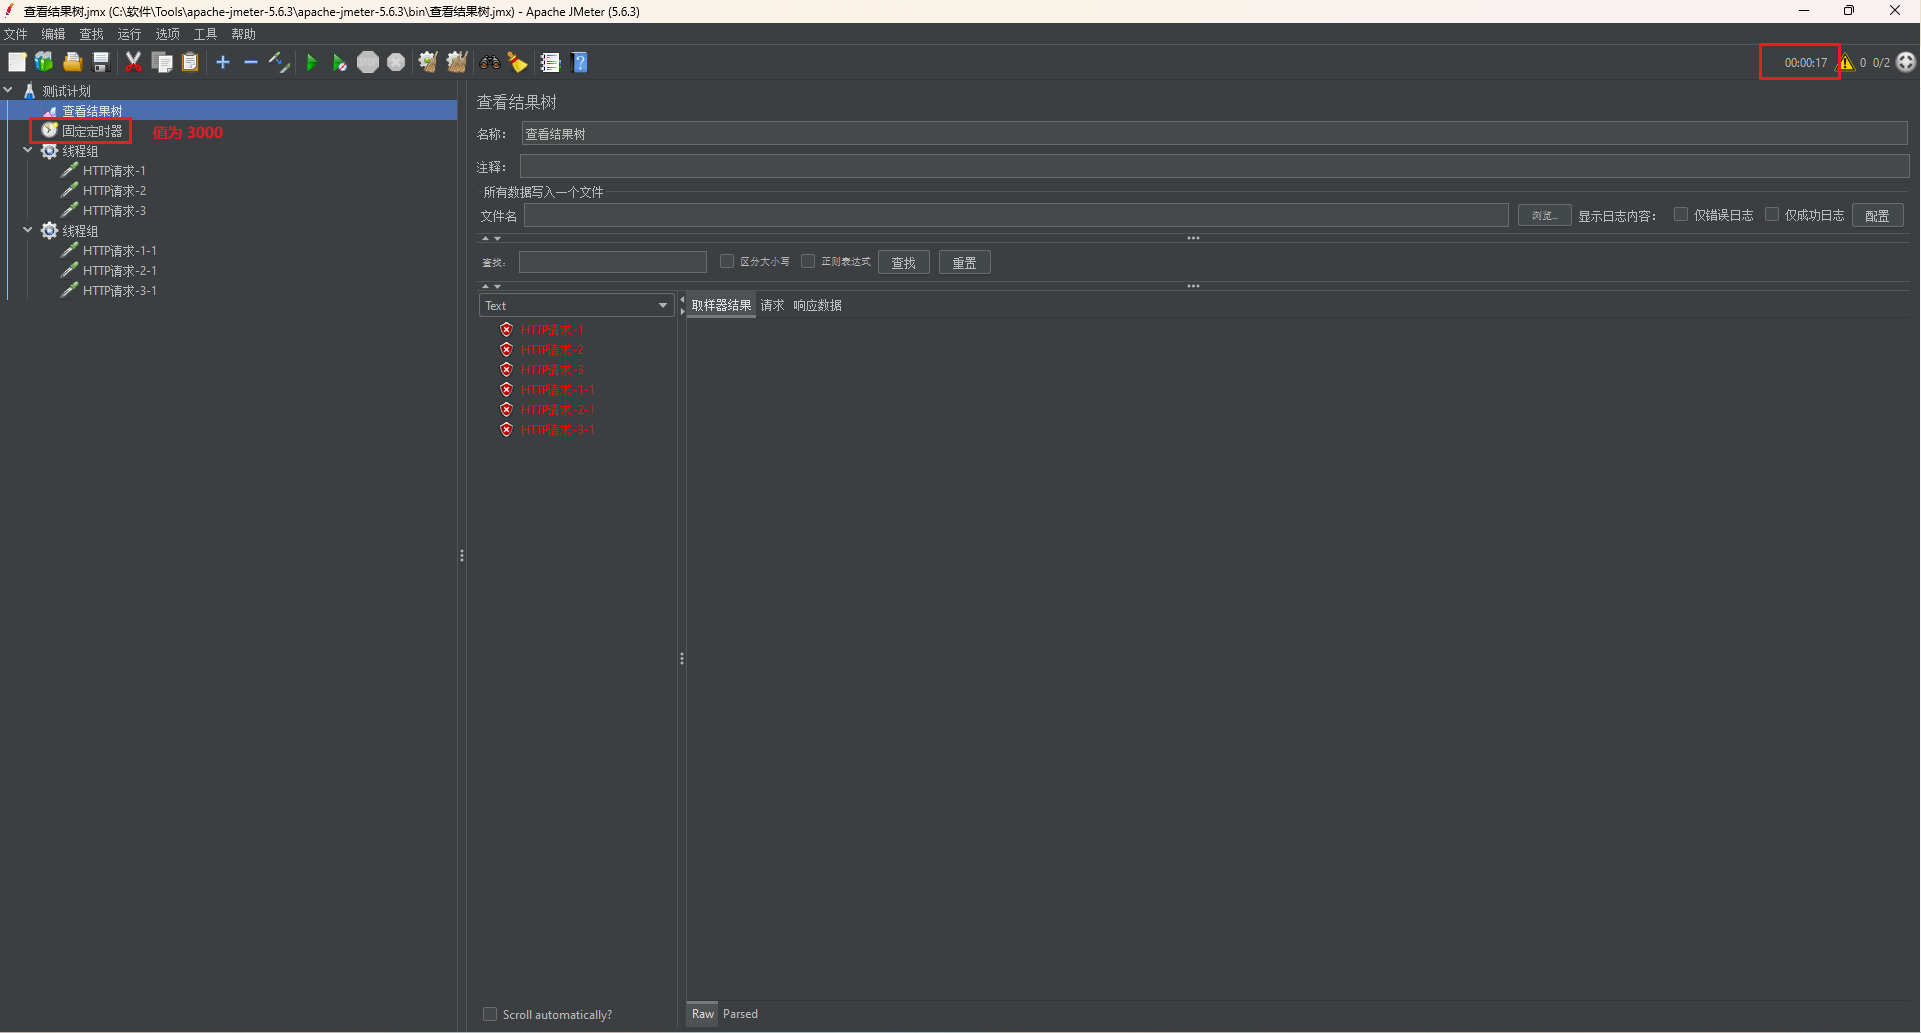 查看结果树.jmx (C:\软件\Tools\apache-jmeter-5.6.3\apache-jmeter-5.6.3\bin\查看结果树.jmx) - Apache JMeter (5.6.3)
文件 编辑 查找 运行 选项 工具 帮助
STOP
00:00:17 0 0/2
测试计划
查看结果树
固定定时器 值为 3000
线程组
HTTP请求-1
HTTP请求-2
HTTP请求-3
线程组
HTTP请求-1-1
HTTP请求-2-1
HTTP请求-3-1
查看结果树
名称: 查看结果树
注释:
所有数据写入一个文件
文件名 浏览... 显示日志内容: 仅错误日志 仅成功日志 配置
查找: 区分大小写 正则表达式 查找 重置
Text
HTTP请求-1
HTTP请求-2
HTTP请求-3
HTTP请求-1-1
HTTP请求-2-1
HTTP请求-3-1
Scroll automatically?
取样器结果 请求 响应数据
Raw Parsed